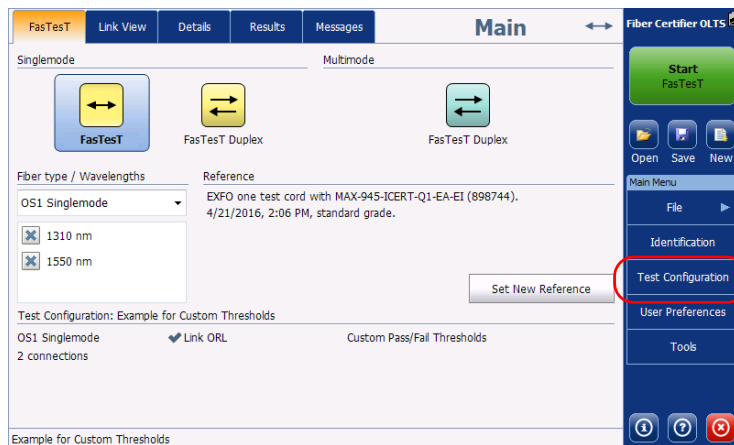 FasTesT
Link View
Details
Results
Messages
Main
Singlemode
Multimode
FasTesT
FasTesT Duplex
FasTesT Duplex
Fiber type / Wavelengths
Reference
OS1 Singlemode
EXFO one test cord with MAX-945-ICERT-Q1-EA-EI (898744).
4/21/2016, 2:06 PM, standard grade.
1310 nm
1550 nm
Set New Reference
Test Configuration: Example for Custom Thresholds
OS1 Singlemode
Link ORL
Custom Pass/Fail Thresholds
2 connections
Example for Custom Thresholds
Fiber Certifier OLTS
Start
FasTesT
Open
Save
New
Main Menu
File
Identification
Test Configuration
User Preferences
Tools